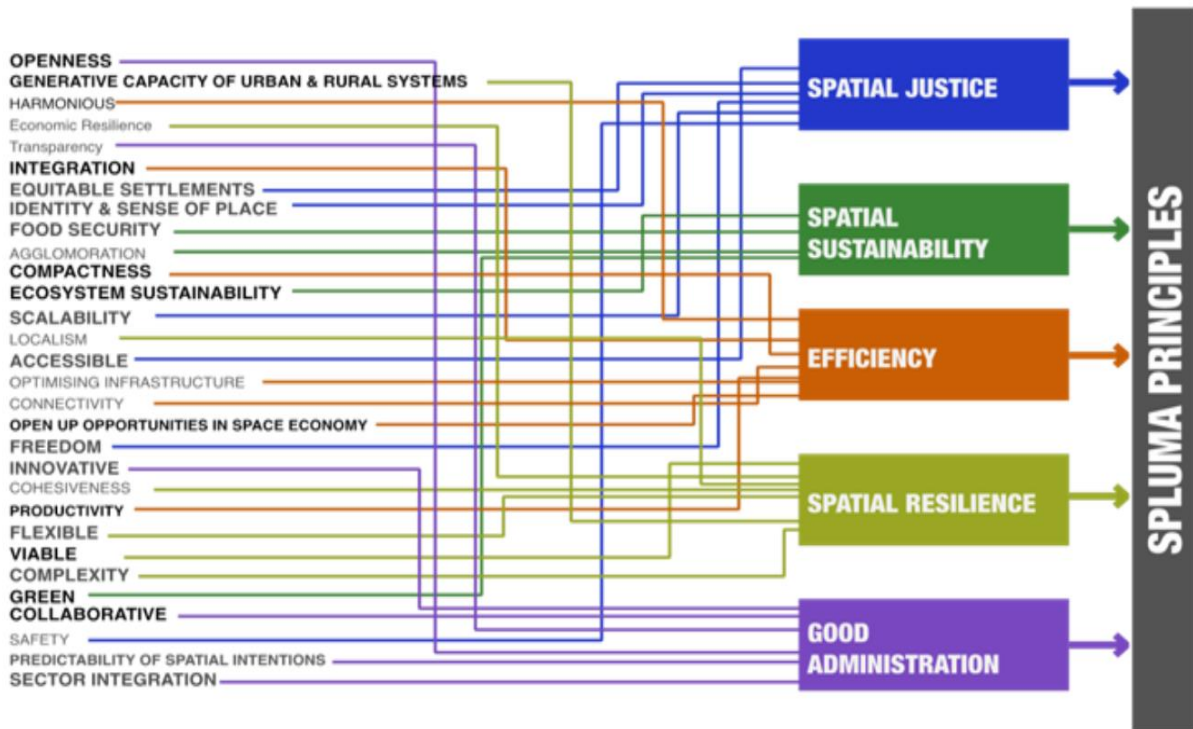 OPENNESS
GENERATIVE CAPACITY OF URBAN & RURAL SYSTEMS
HARMONIOUS
Economic Resilience
Transparency
INTEGRATION
EQUITABLE SETTLEMENTS
IDENTITY & SENSE OF PLACE
FOOD SECURITY
AGGLOMORATION
COMPACTNESS
ECOSYSTEM SUSTAINABILITY
SCALABILITY
LOCALISM
ACCESSIBLE
OPTIMISING INFRASTRUCTURE
CONNECTIVITY
OPEN UP OPPORTUNITIES IN SPACE ECONOMY
FREEDOM
INNOVATIVE
COHESIVENESS
PRODUCTIVITY
FLEXIBLE
VIABLE
COMPLEXITY
GREEN
COLLABORATIVE
SAFETY
PREDICTABILITY OF SPATIAL INTENTIONS
SECTOR INTEGRATION
SPATIAL JUSTICE
SPATIAL
SUSTAINABILITY
EFFICIENCY
SPATIAL RESILIENCE
GOOD
ADMINISTRATION
SPLUMA PRINCIPLES